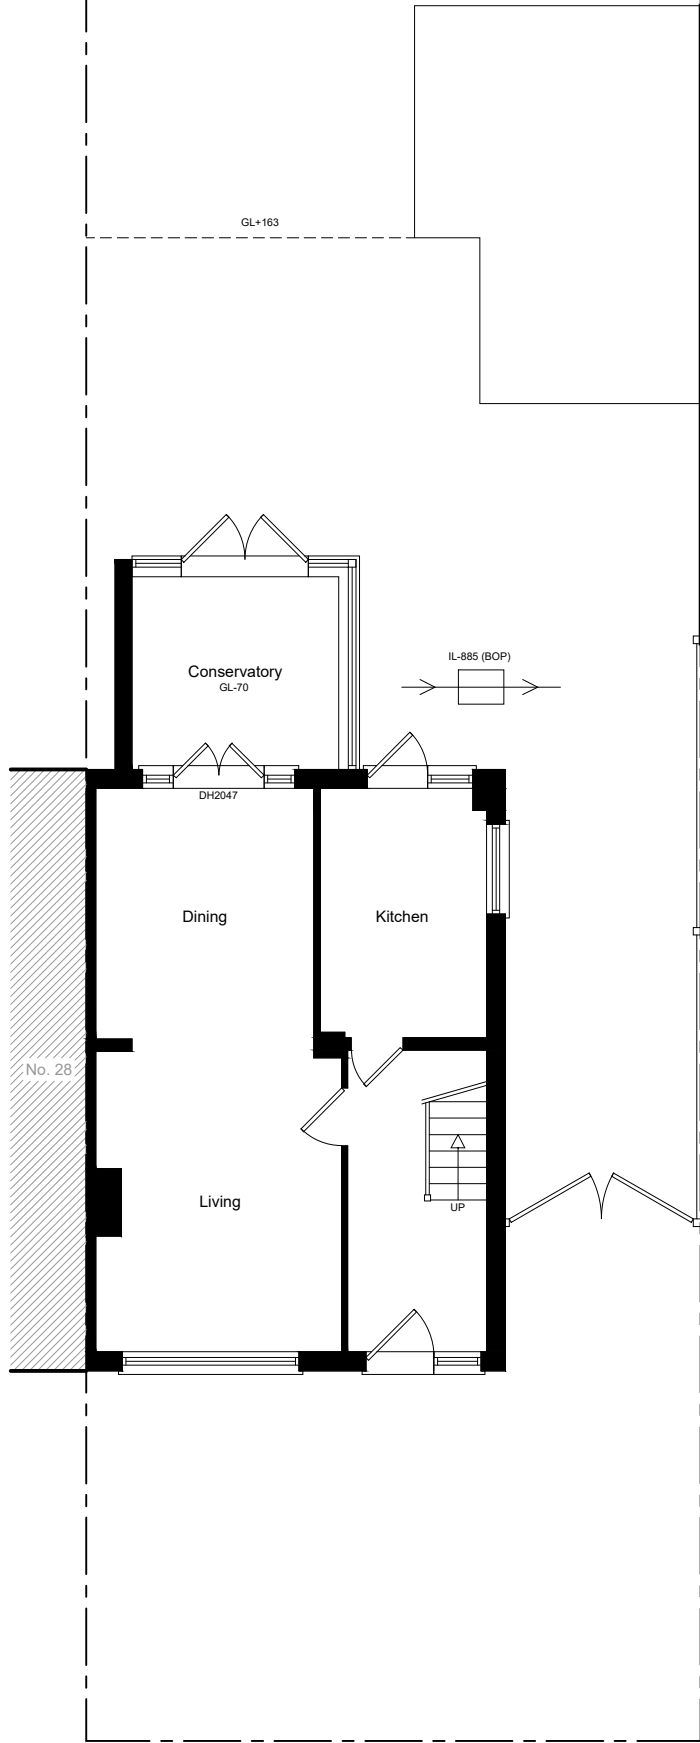 GL+163
IL-885 (BOP)
Conservatory
GL-70
DH2047
Dining
Kitchen
No. 28
Living
UP